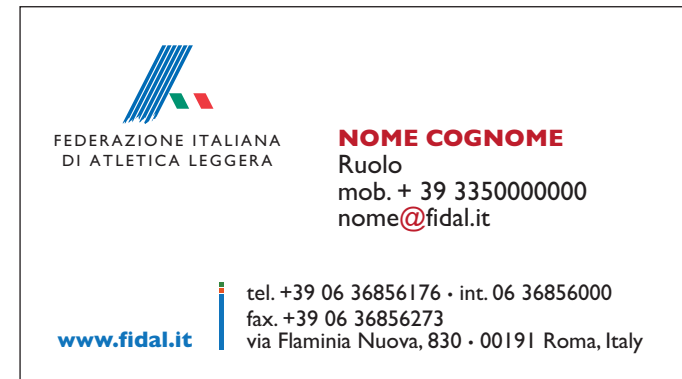 FEDERAZIONE ITALIANA
DI ATLETICA LEGGERA
NOME COGNOME
Ruolo
mob. + 39 3350000000
nome@fidal.it
www.fidal.it
tel. +39 06 36856176 · int. 06 36856000
fax. +39 06 36856273
via Flaminia Nuova, 830 · 00191 Roma, Italy